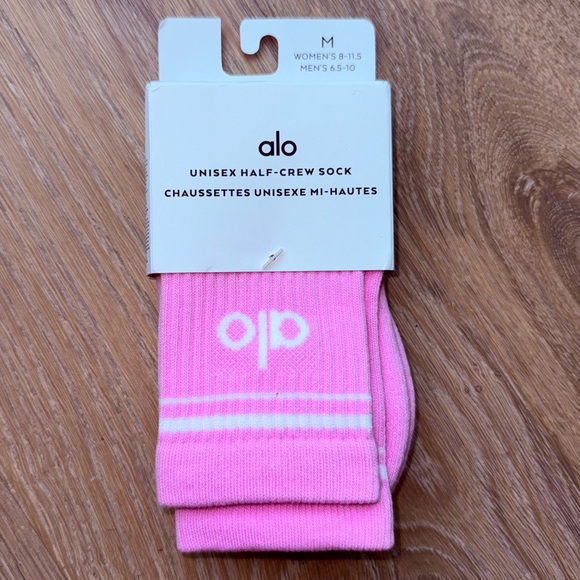 M
WOMEN'S 8-11.5
MEN'S 6.5-10
alo
UNISEX HALF-CREW SOCK
CHAUSSETTES UNISEXE MI-HAUTES
alo